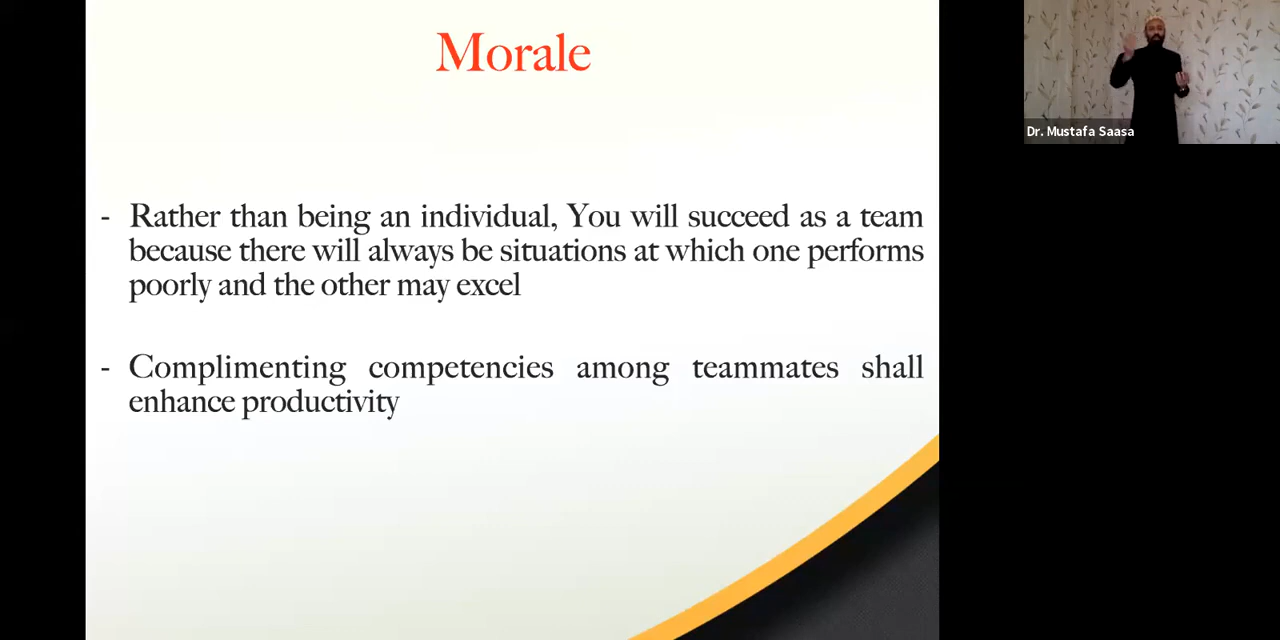 Morale
- Rather than being an individual, You will succeed as a team
because there will always be situations at which one performs
poorly and the other may excel
- Complimenting competencies among teammates shall
enhance productivity
Dr. Mustafa Saasa